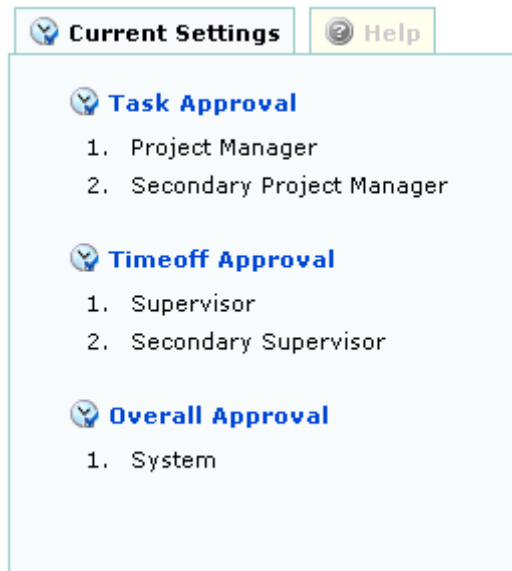 Current Settings Help
Task Approval
1. Project Manager
2. Secondary Project Manager
Timeoff Approval
1. Supervisor
2. Secondary Supervisor
Overall Approval
1. System